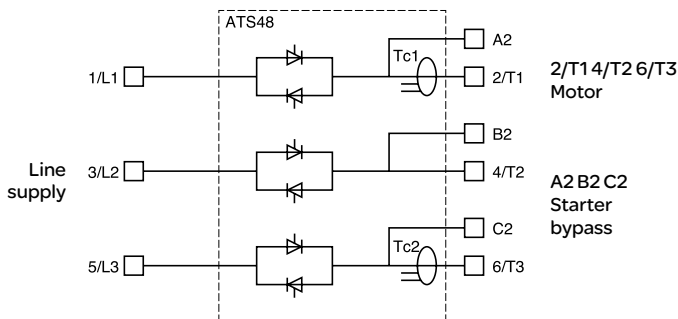 ATS48
A2
Tc1
1/L1
2/T1
2/T1 4/T2 6/T3
Motor
B2
Line
supply
3/L2
4/T2
A2 B2 C2
Starter
bypass
C2
Tc2
5/L3
6/T3